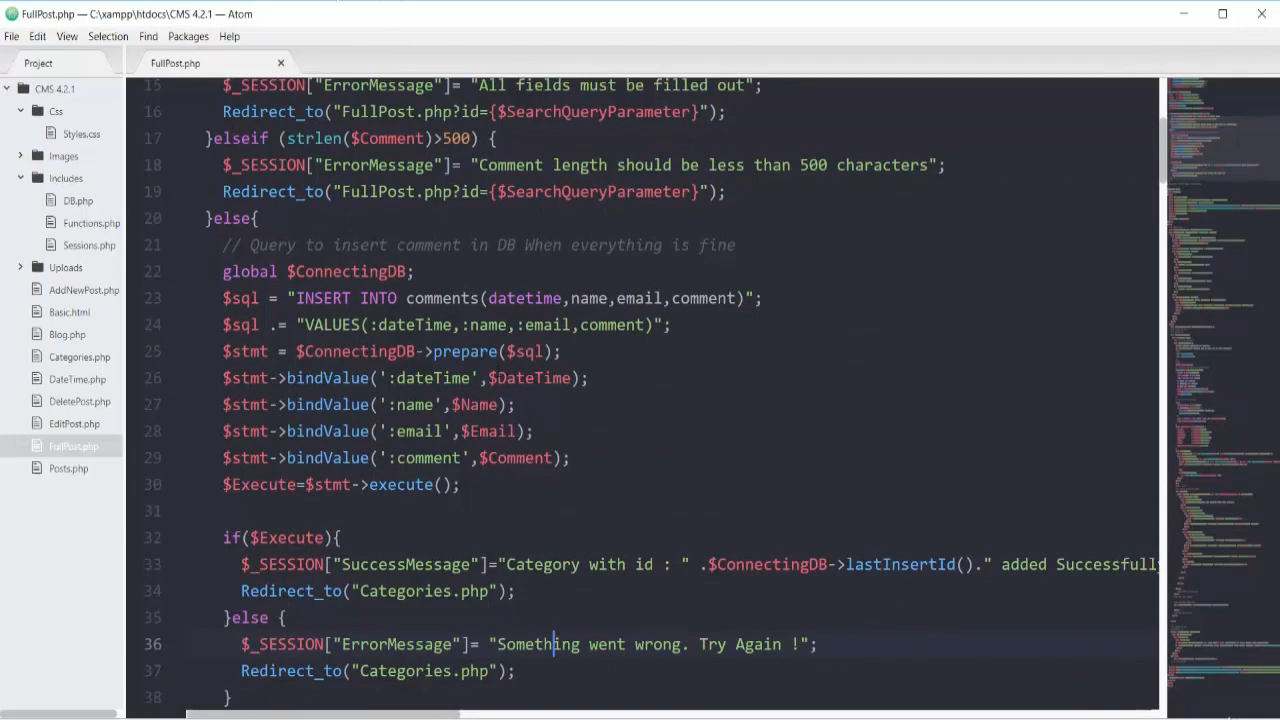 FullPost.php — C:\xampp\htdocs\CMS 4.2.1 — Atom
File Edit View Selection Find Packages Help
Project
FullPost.php
CMS 4.2.1
Css
Styles.css
Images
Includes
DB.php
Functions.php
Sessions.php
Uploads
AddNewPost.php
Basic.html
Blog.php
Categories.php
DateTime.php
DeletePost.php
EditPost.php
FullPost.php
Posts.php
15 $_SESSION["ErrorMessage"]= "All fields must be filled out";
16 Redirect_to("FullPost.php?id={$SearchQueryParameter}");
17 }elseif (strlen($Comment)>500) {
18 $_SESSION["ErrorMessage"]= "Comment length should be less than 500 characters";
19 Redirect_to("FullPost.php?id={$SearchQueryParameter}");
20 }else{
21 // Query to insert comment in DB When everything is fine
22 global $ConnectingDB;
23 $sql = "INSERT INTO comments(datetime,name,email,comment)";
24 $sql .= "VALUES(:dateTime,:name,:email,comment)";
25 $stmt = $ConnectingDB->prepare($sql);
26 $stmt->bindValue(':dateTime',$DateTime);
27 $stmt->bindValue(':name',$Name);
28 $stmt->bindValue(':email',$Email);
29 $stmt->bindValue(':comment',$Comment);
30 $Execute=$stmt->execute();
31
32 if($Execute){
33 $_SESSION["SuccessMessage"]="Category with id : " .$ConnectingDB->lastInsertId()." added Successfully
34 Redirect_to("Categories.php");
35 }else {
36 $_SESSION["ErrorMessage"]= "Something went wrong. Try Again !";
37 Redirect_to("Categories.php");
38 }